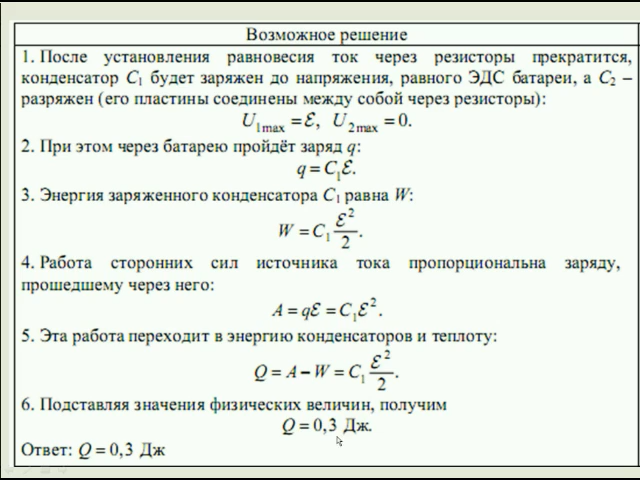 Возможное решение
1. После установления равновесия ток через резисторы прекратится,
конденсатор C₁ будет заряжен до напряжения, равного ЭДС батареи, а C₂ –
разряжен (его пластины соединены между собой через резисторы):
U₁max = ℰ, U₂max = 0.
2. При этом через батарею пройдёт заряд q:
q = C₁ℰ.
3. Энергия заряженного конденсатора C₁ равна W:
W = C₁ ℰ²/2.
4. Работа сторонних сил источника тока пропорциональна заряду,
прошедшему через него:
A = qℰ = C₁ℰ².
5. Эта работа переходит в энергию конденсаторов и теплоту:
Q = A – W = C₁ ℰ²/2.
6. Подставляя значения физических величин, получим
Q = 0,3 Дж.
Ответ: Q = 0,3 Дж